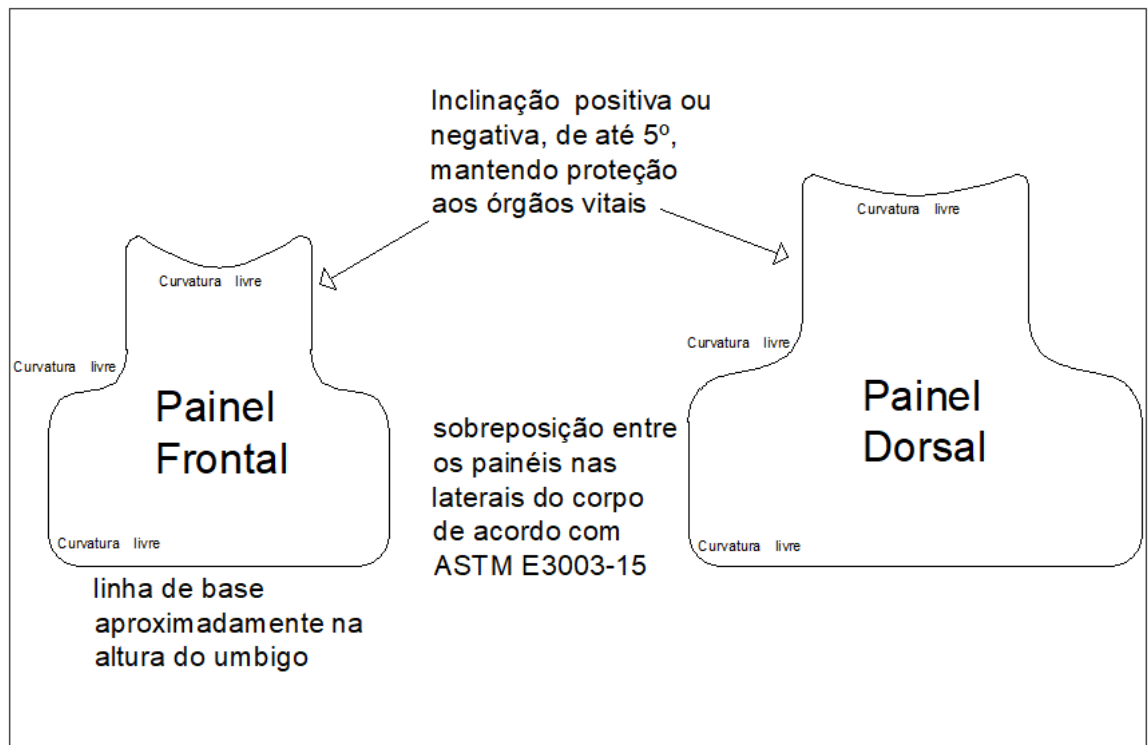 Inclinação positiva ou
negativa, de até 5º,
mantendo proteção
aos órgãos vitais
Curvatura livre
Curvatura livre
Painel
Frontal
Curvatura livre
linha de base
aproximadamente na
altura do umbigo
sobreposição entre
os painéis nas
laterais do corpo
de acordo com
ASTM E3003-15
Curvatura livre
Curvatura livre
Painel
Dorsal
Curvatura livre